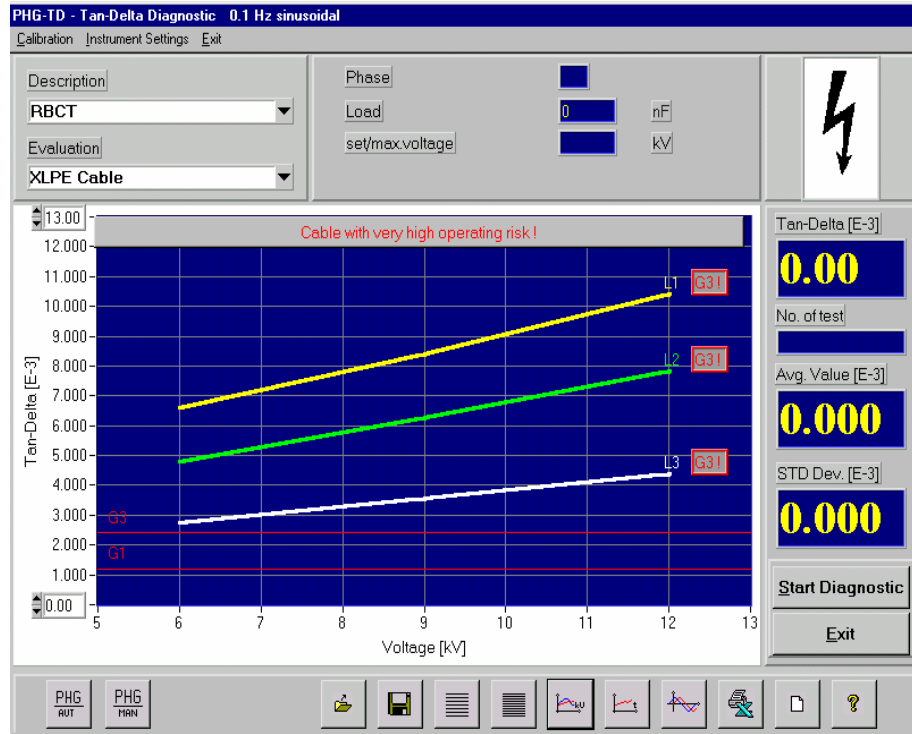 PHG-TD - Tan-Delta Diagnostic 0.1 Hz sinusoidal
Calibration Instrument Settings Exit
Description
RBCT
Evaluation
XLPE Cable
Phase
Load 0 nF
set/max.voltage kV
13.00
Cable with very high operating risk !
12.000
11.000
10.000
9.000
8.000
7.000
6.000
5.000
4.000
3.000
2.000
1.000
0.00
Tan-Delta [E-3]
L1 G3 !
L2 G3 !
L3 G3 !
G3
G1
5 6 7 8 9 10 11 12 13
Voltage [kV]
Tan-Delta [E-3]
0.00
No. of test
Avg. Value [E-3]
0.000
STD Dev. [E-3]
0.000
Start Diagnostic
Exit
PHG
AUT
PHG
MAN
kV
t
?